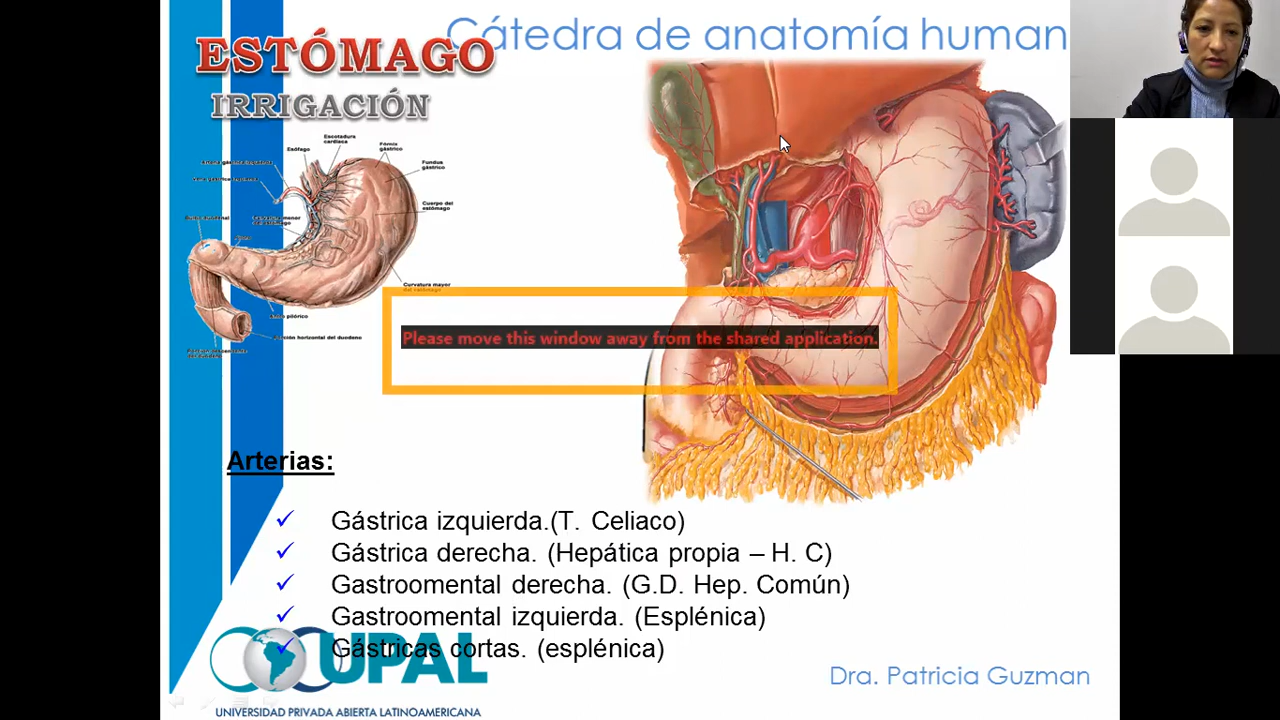 Cátedra de anatomía human
ESTÓMAGO
IRRIGACIÓN
Escotadura
cardíaca
Esófago
Fórnix
gástrico
Fundus
gástrico
Cuerpo del
estómago
Curvatura mayor
del estómago
Please move this window away from the shared application.
Arterias:
✓ Gástrica izquierda.(T. Celiaco)
✓ Gástrica derecha. (Hepática propia – H. C)
✓ Gastroomental derecha. (G.D. Hep. Común)
✓ Gastroomental izquierda. (Esplénica)
✓ Gástricas cortas. (esplénica)
UPAL
UNIVERSIDAD PRIVADA ABIERTA LATINOAMERICANA
Dra. Patricia Guzman